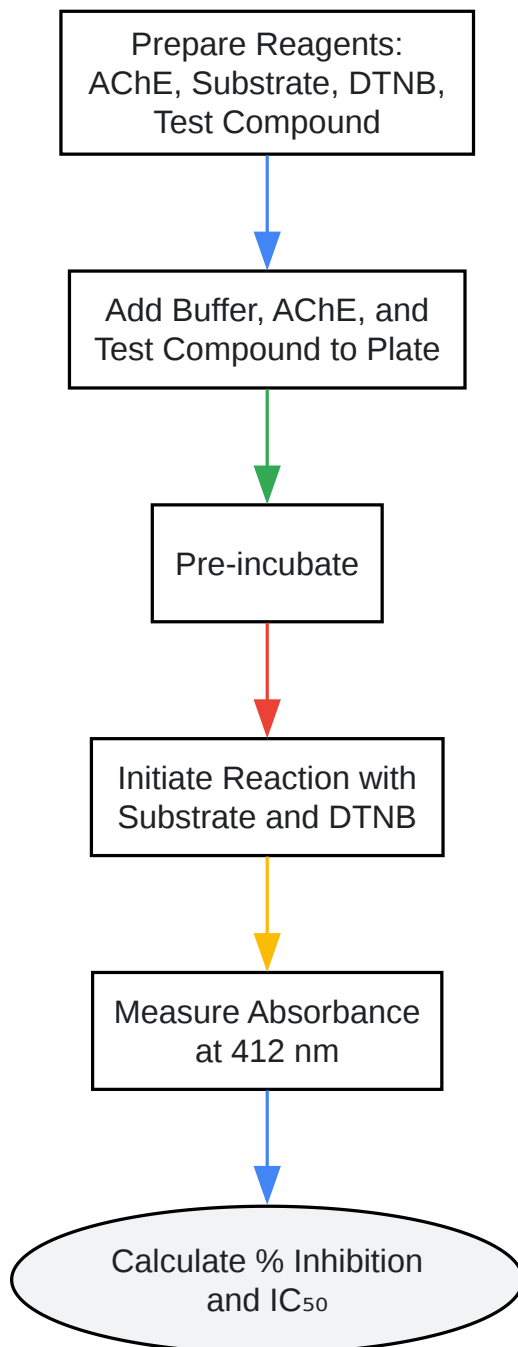 Prepare Reagents:
AChE, Substrate, DTNB,
Test Compound
Add Buffer, AChE, and
Test Compound to Plate
Pre-incubate
Initiate Reaction with
Substrate and DTNB
Measure Absorbance
at 412 nm
Calculate % Inhibition
and IC₅₀